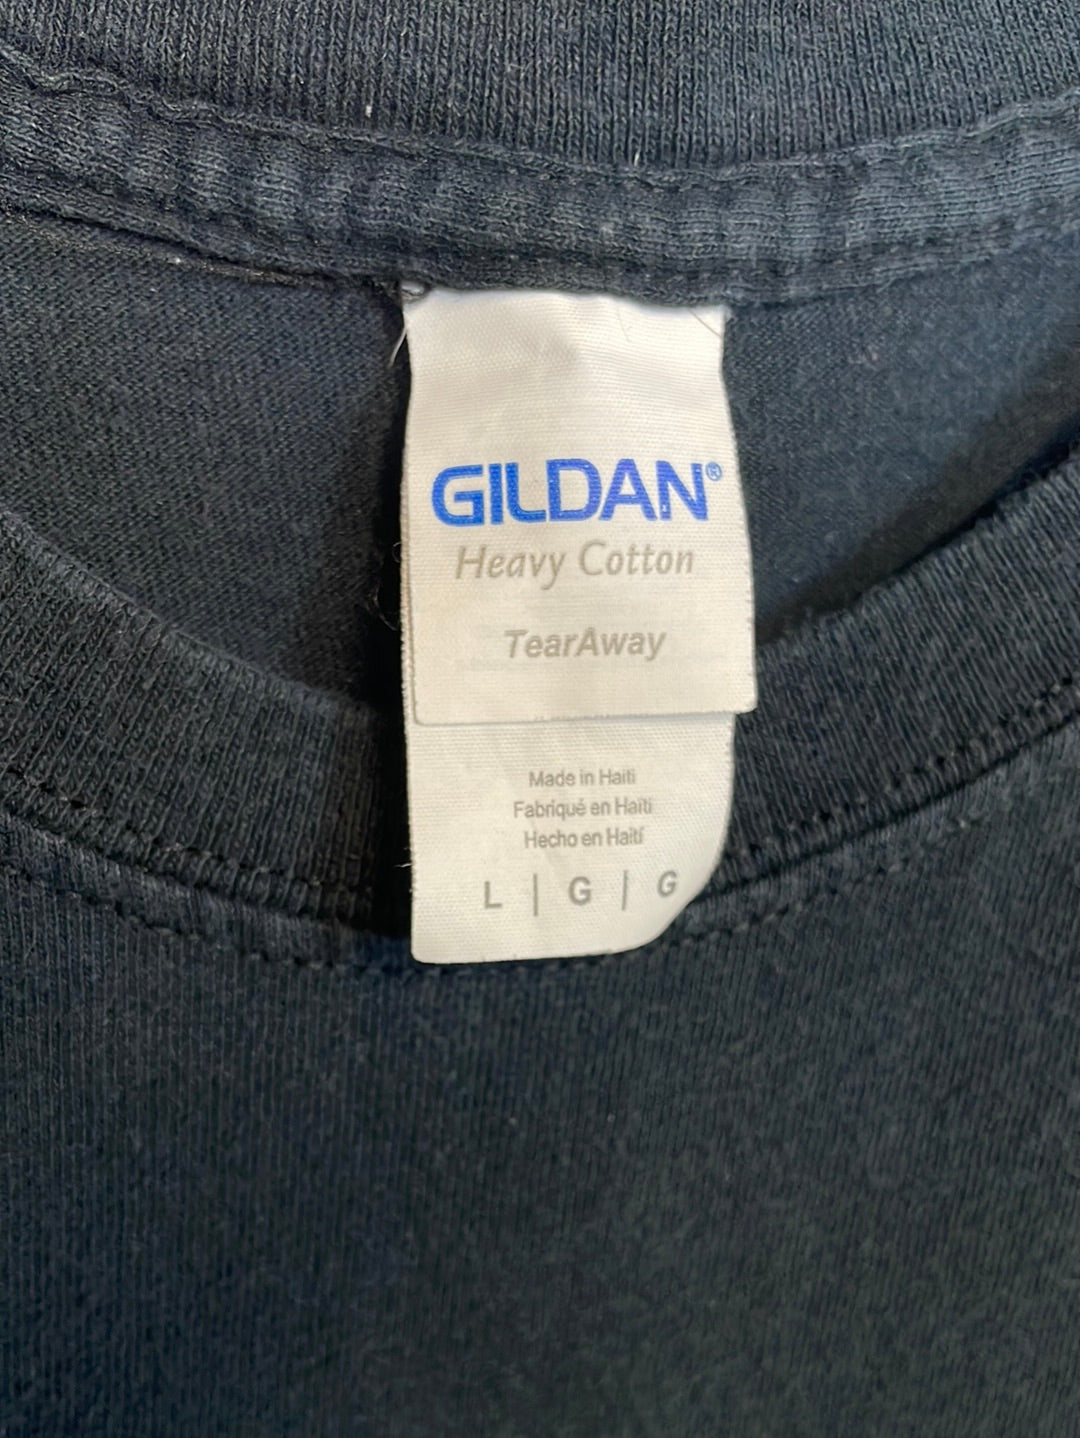 GILDAN®
Heavy Cotton
TearAway
Made in Haiti
Fabriqué en Haïti
Hecho en Haití
L | G | G